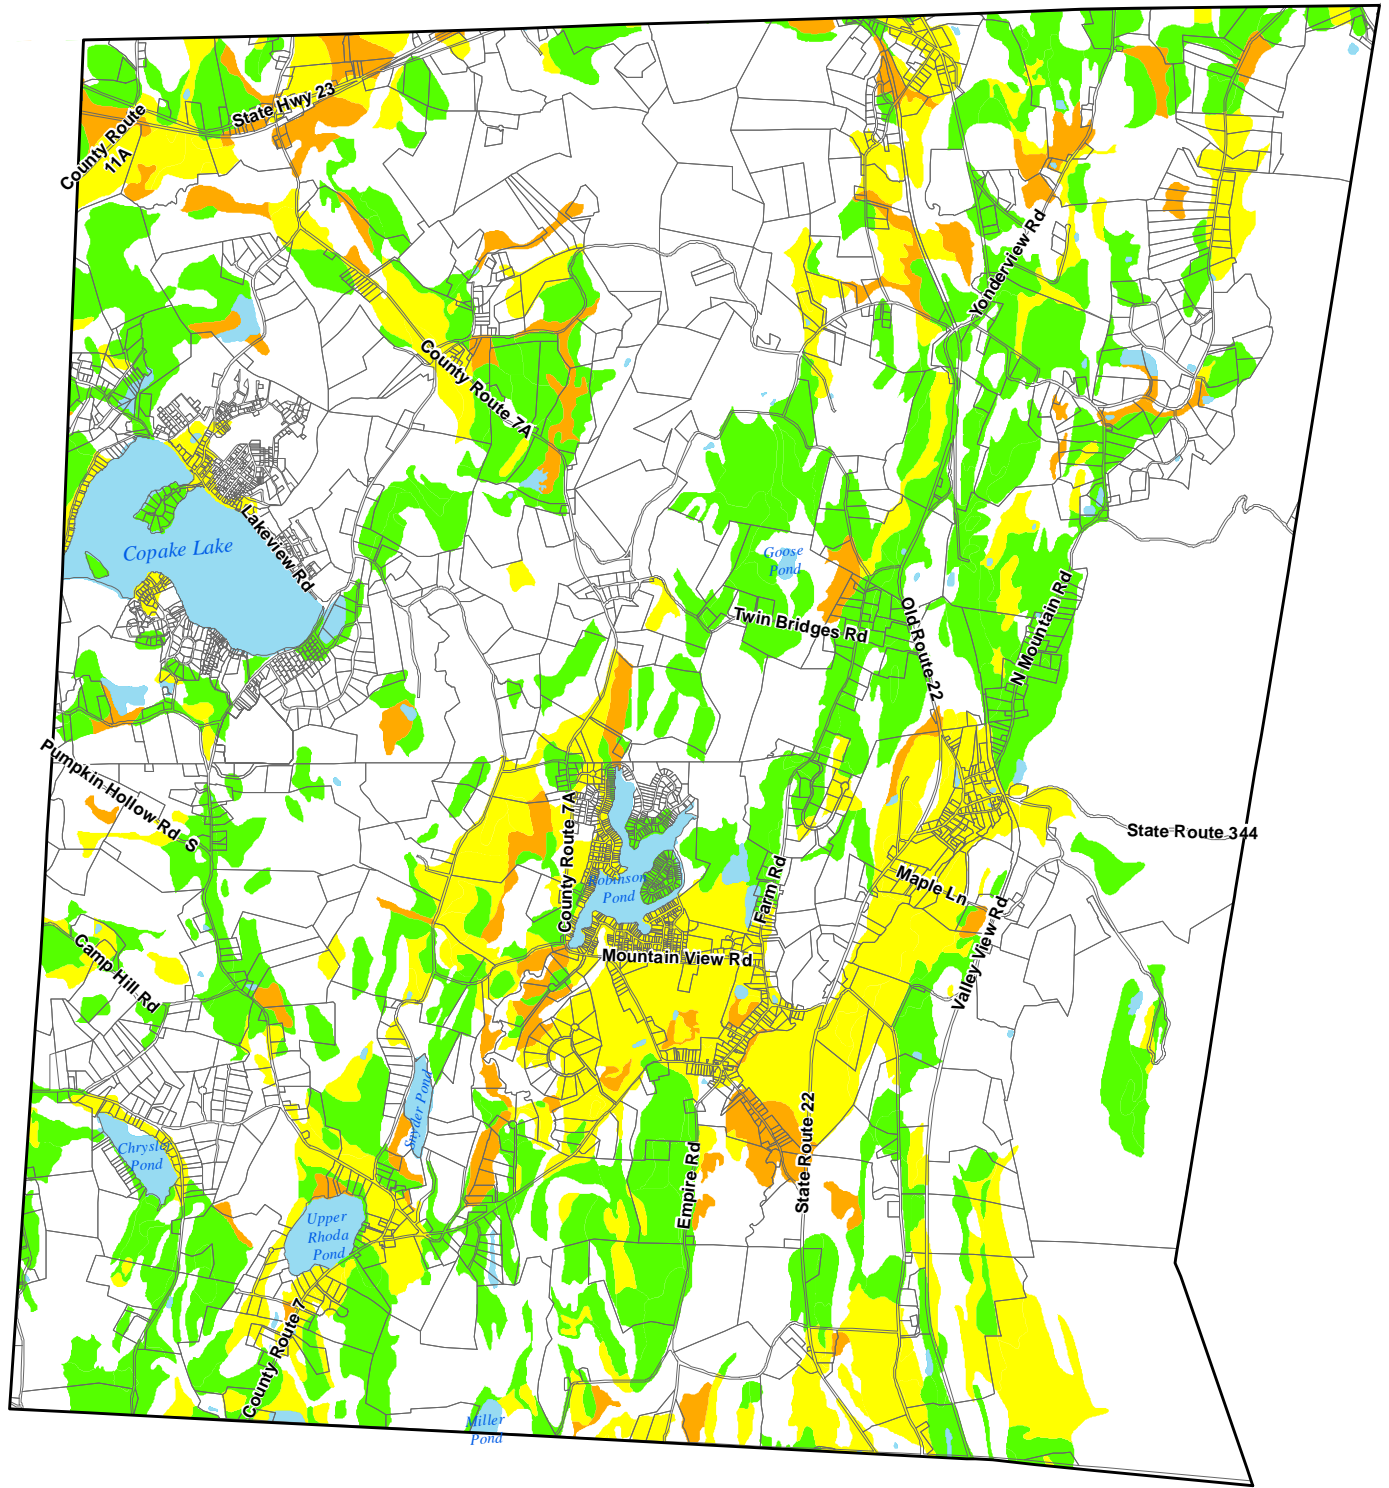 State Hwy 23
County Route
11A
Yonderview Rd
County Route 7A
Lakeview Rd
Copake Lake
Goose
Pond
Twin Bridges Rd
Old Route 22
N Mountain Rd
Pumpkin Hollow Rd S
County Route 7A
State Route 344
Robinson
Pond
Farm Rd
Maple Ln
Valley View Rd
Mountain View Rd
Camp Hill Rd
Snyder Pond
Chrysler
Pond
State Route 22
Empire Rd
Upper
Rhoda
Pond
County Route 7
Miller
Pond